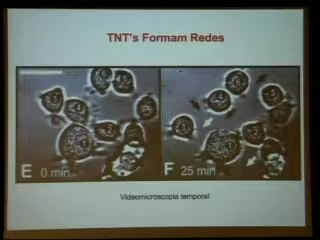 TNT's Formam Redes
E 0 min
F 25 min
Videomicroscopia temporal